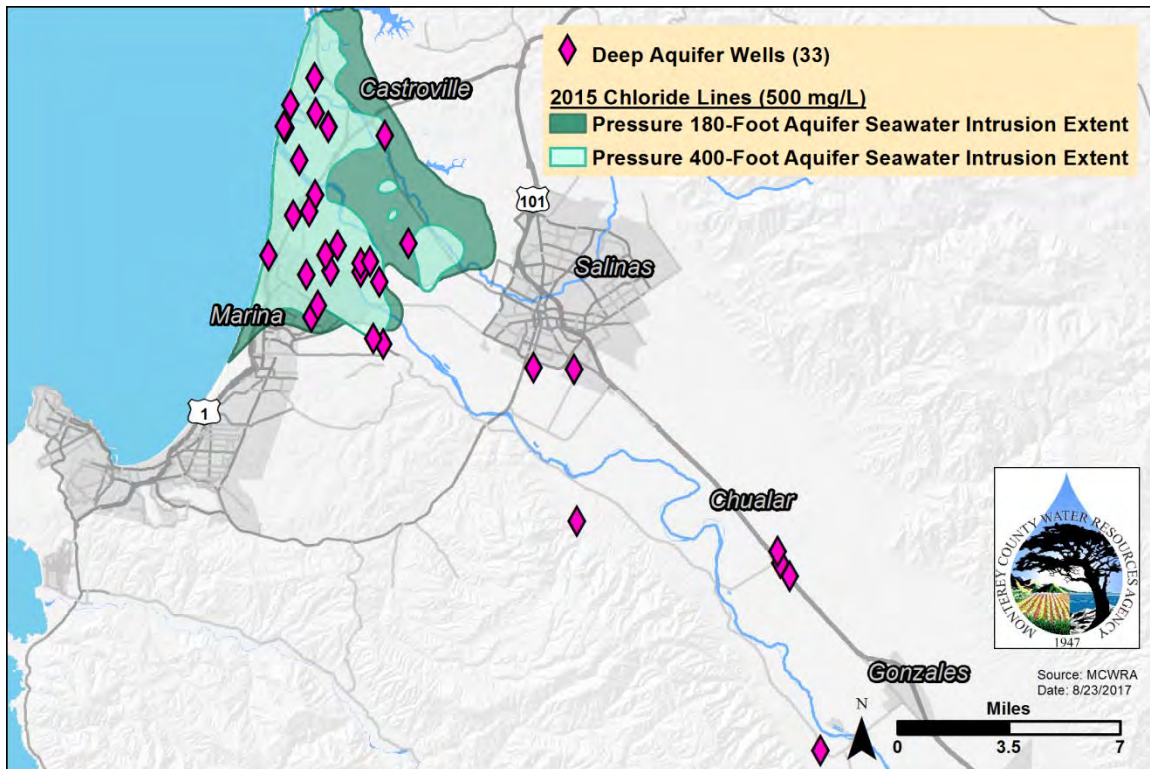 Deep Aquifer Wells (33)
2015 Chloride Lines (500 mg/L)
Pressure 180-Foot Aquifer Seawater Intrusion Extent
Pressure 400-Foot Aquifer Seawater Intrusion Extent
Castroville
101
Salinas
Marina
1
Chualar
MONTEREY COUNTY WATER RESOURCES AGENCY
1947
Gonzales
Source: MCWRA
Date: 8/23/2017
N
Miles
0 3.5 7